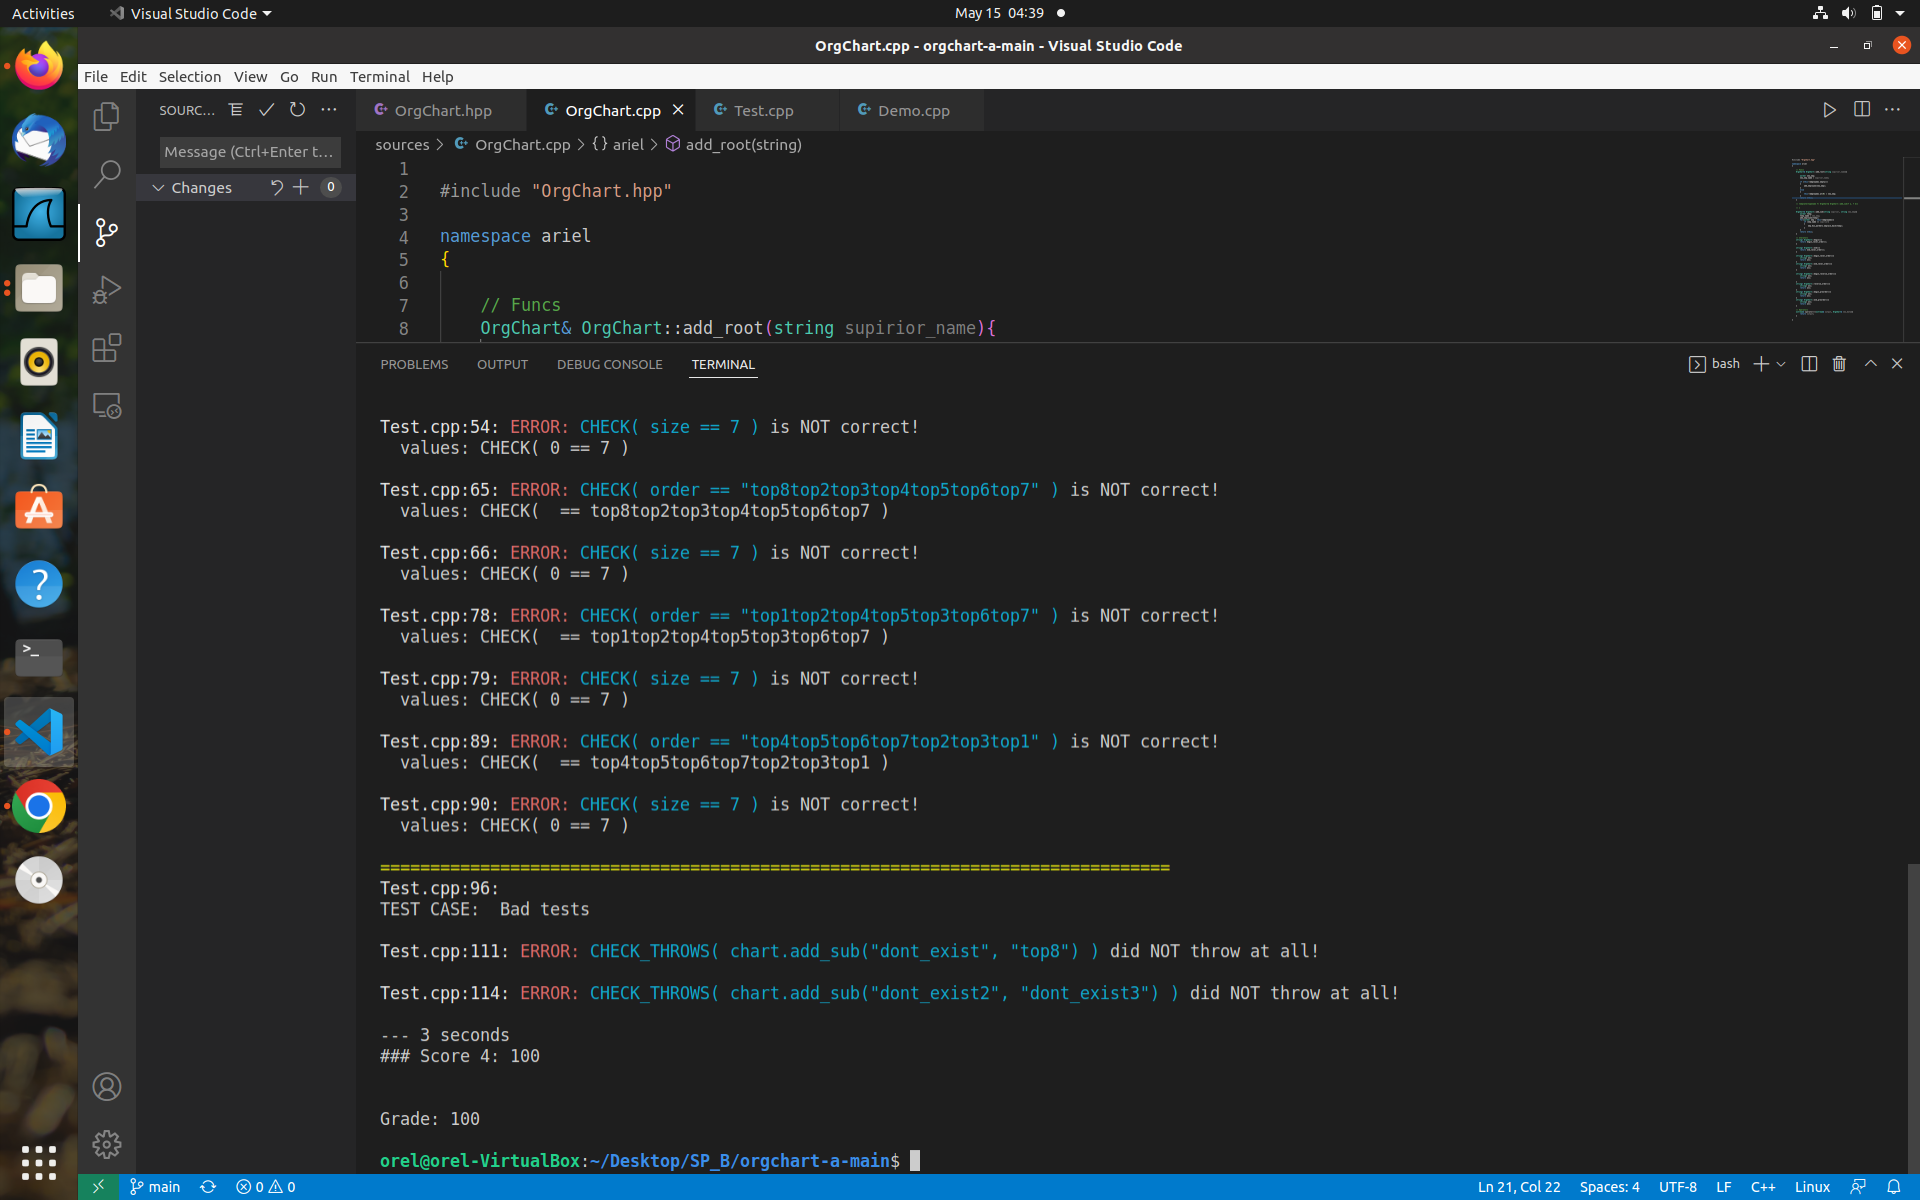 Activities Visual Studio Code May 15 04:39
OrgChart.cpp - orgchart-a-main - Visual Studio Code
File Edit Selection View Go Run Terminal Help
SOURC... OrgChart.hpp OrgChart.cpp Test.cpp Demo.cpp
sources > OrgChart.cpp > {} ariel > add_root(string)
Message (Ctrl+Enter t...
Changes 0
1
2 #include "OrgChart.hpp"
3
4 namespace ariel
5 {
6
7 // Funcs
8 OrgChart& OrgChart::add_root(string supirior_name){
PROBLEMS OUTPUT DEBUG CONSOLE TERMINAL bash
Test.cpp:54: ERROR: CHECK( size == 7 ) is NOT correct!
values: CHECK( 0 == 7 )
Test.cpp:65: ERROR: CHECK( order == "top8top2top3top4top5top6top7" ) is NOT correct!
values: CHECK(  == top8top2top3top4top5top6top7 )
Test.cpp:66: ERROR: CHECK( size == 7 ) is NOT correct!
values: CHECK( 0 == 7 )
Test.cpp:78: ERROR: CHECK( order == "top1top2top4top5top3top6top7" ) is NOT correct!
values: CHECK(  == top1top2top4top5top3top6top7 )
Test.cpp:79: ERROR: CHECK( size == 7 ) is NOT correct!
values: CHECK( 0 == 7 )
Test.cpp:89: ERROR: CHECK( order == "top4top5top6top7top2top3top1" ) is NOT correct!
values: CHECK(  == top4top5top6top7top2top3top1 )
Test.cpp:90: ERROR: CHECK( size == 7 ) is NOT correct!
values: CHECK( 0 == 7 )
===============================================================================
Test.cpp:96:
TEST CASE:  Bad tests
Test.cpp:111: ERROR: CHECK_THROWS( chart.add_sub("dont_exist", "top8") ) did NOT throw at all!
Test.cpp:114: ERROR: CHECK_THROWS( chart.add_sub("dont_exist2", "dont_exist3") ) did NOT throw at all!
--- 3 seconds
### Score 4: 100
Grade: 100
orel@orel-VirtualBox:~/Desktop/SP_B/orgchart-a-main$
main 0 0 Ln 21, Col 22 Spaces: 4 UTF-8 LF C++ Linux